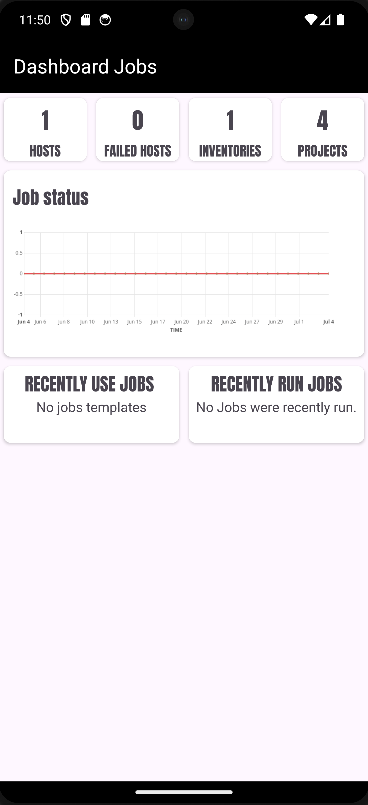 11:50
Dashboard Jobs
1 0 1 4
HOSTS FAILED HOSTS INVENTORIES PROJECTS
Job status
1
0.5
0
-0.5
-1
Jun 4 Jun 6 Jun 8 Jun 10 Jun 13 Jun 15 Jun 17 Jun 20 Jun 22 Jun 24 Jun 27 Jun 29 Jul 1 Jul 4
TIME
RECENTLY USE JOBS RECENTLY RUN JOBS
No jobs templates No Jobs were recently run.